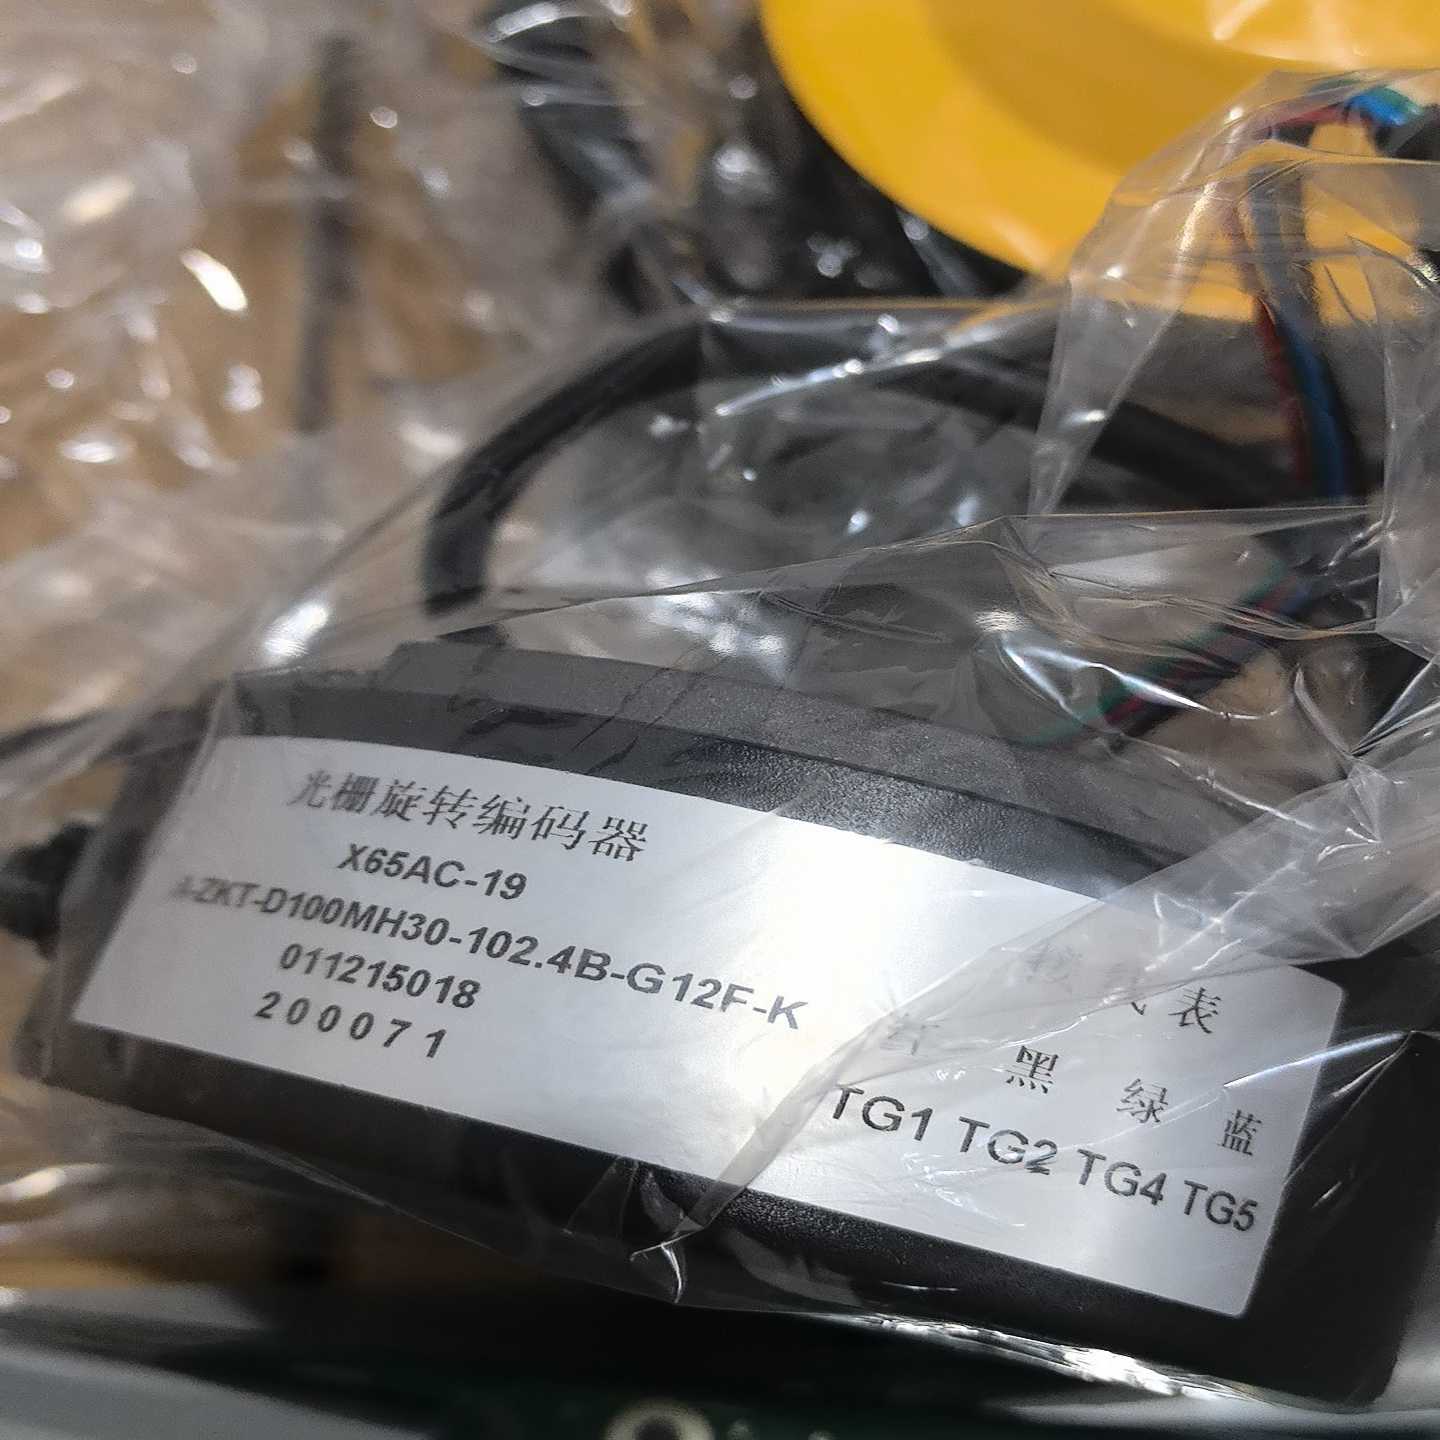 光栅旋转编码器
X65AC-19
-ZKT-D100MH30-102.4B-G12F-K
011215018
200071
表
红 黑 绿 蓝
TG1 TG2 TG4 TG5